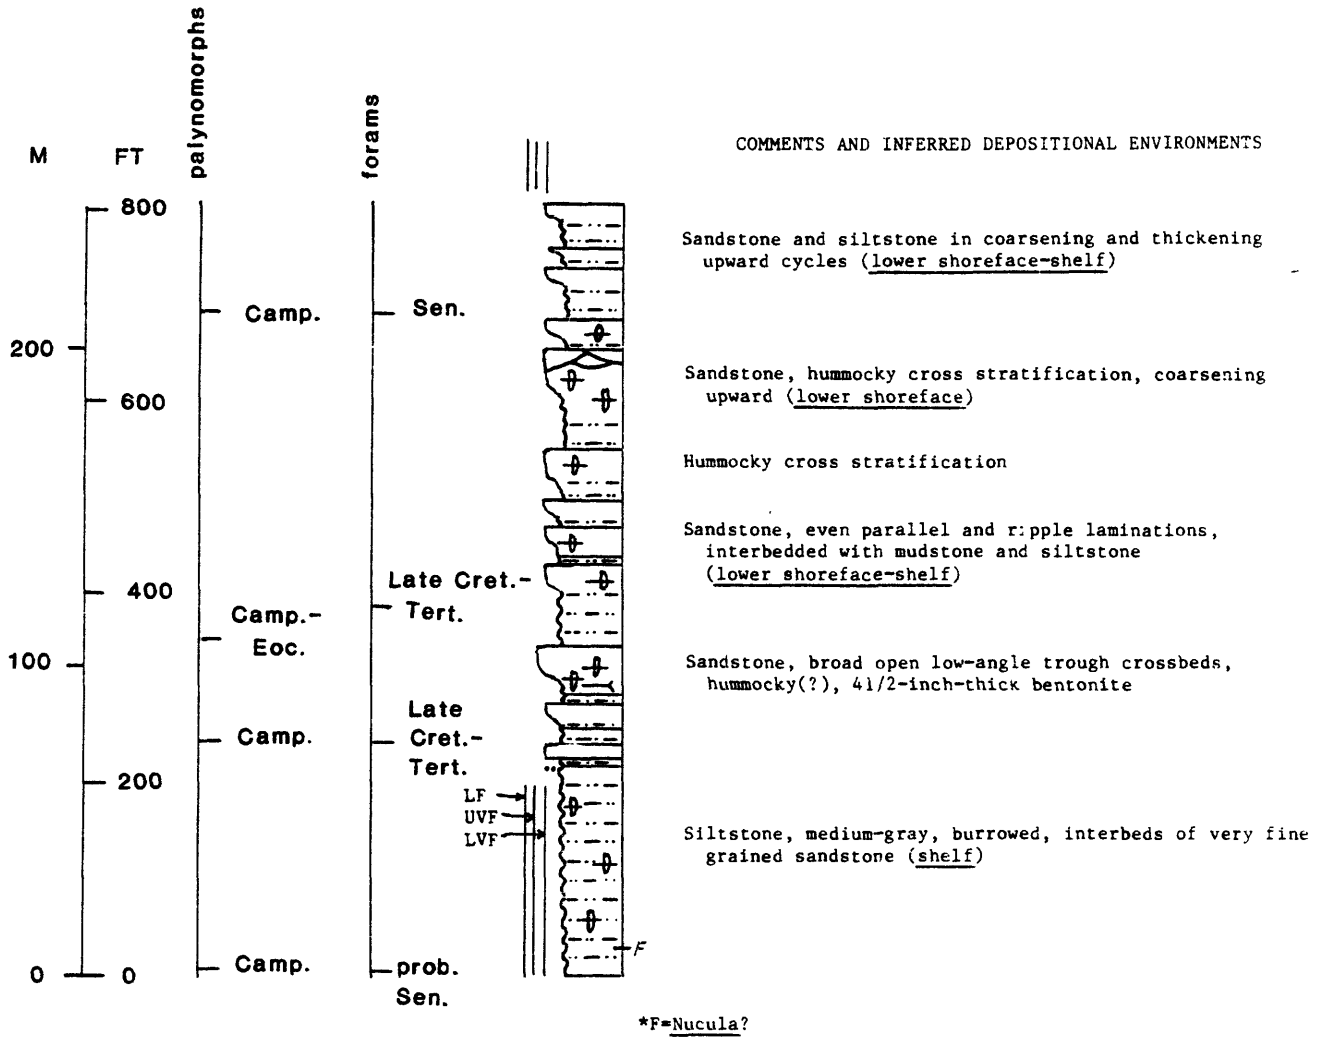 palynomorphs
forams
M
FT
COMMENTS AND INFERRED DEPOSITIONAL ENVIRONMENTS
800
Sandstone and siltstone in coarsening and thickening
upward cycles (lower shoreface-shelf)
Camp.
Sen.
200
Sandstone, hummocky cross stratification, coarsening
upward (lower shoreface)
600
Hummocky cross stratification
Sandstone, even parallel and ripple laminations,
interbedded with mudstone and siltstone
(lower shoreface-shelf)
400
Late Cret.-
Tert.
Camp.-
Eoc.
100
Sandstone, broad open low-angle trough crossbeds,
hummocky(?), 41/2-inch-thick bentonite
Camp.
Late
Cret.-
Tert.
200
LF
UVF
LVF
Siltstone, medium-gray, burrowed, interbeds of very fine
grained sandstone (shelf)
F
0
0
Camp.
prob.
Sen.
*F=Nucula?